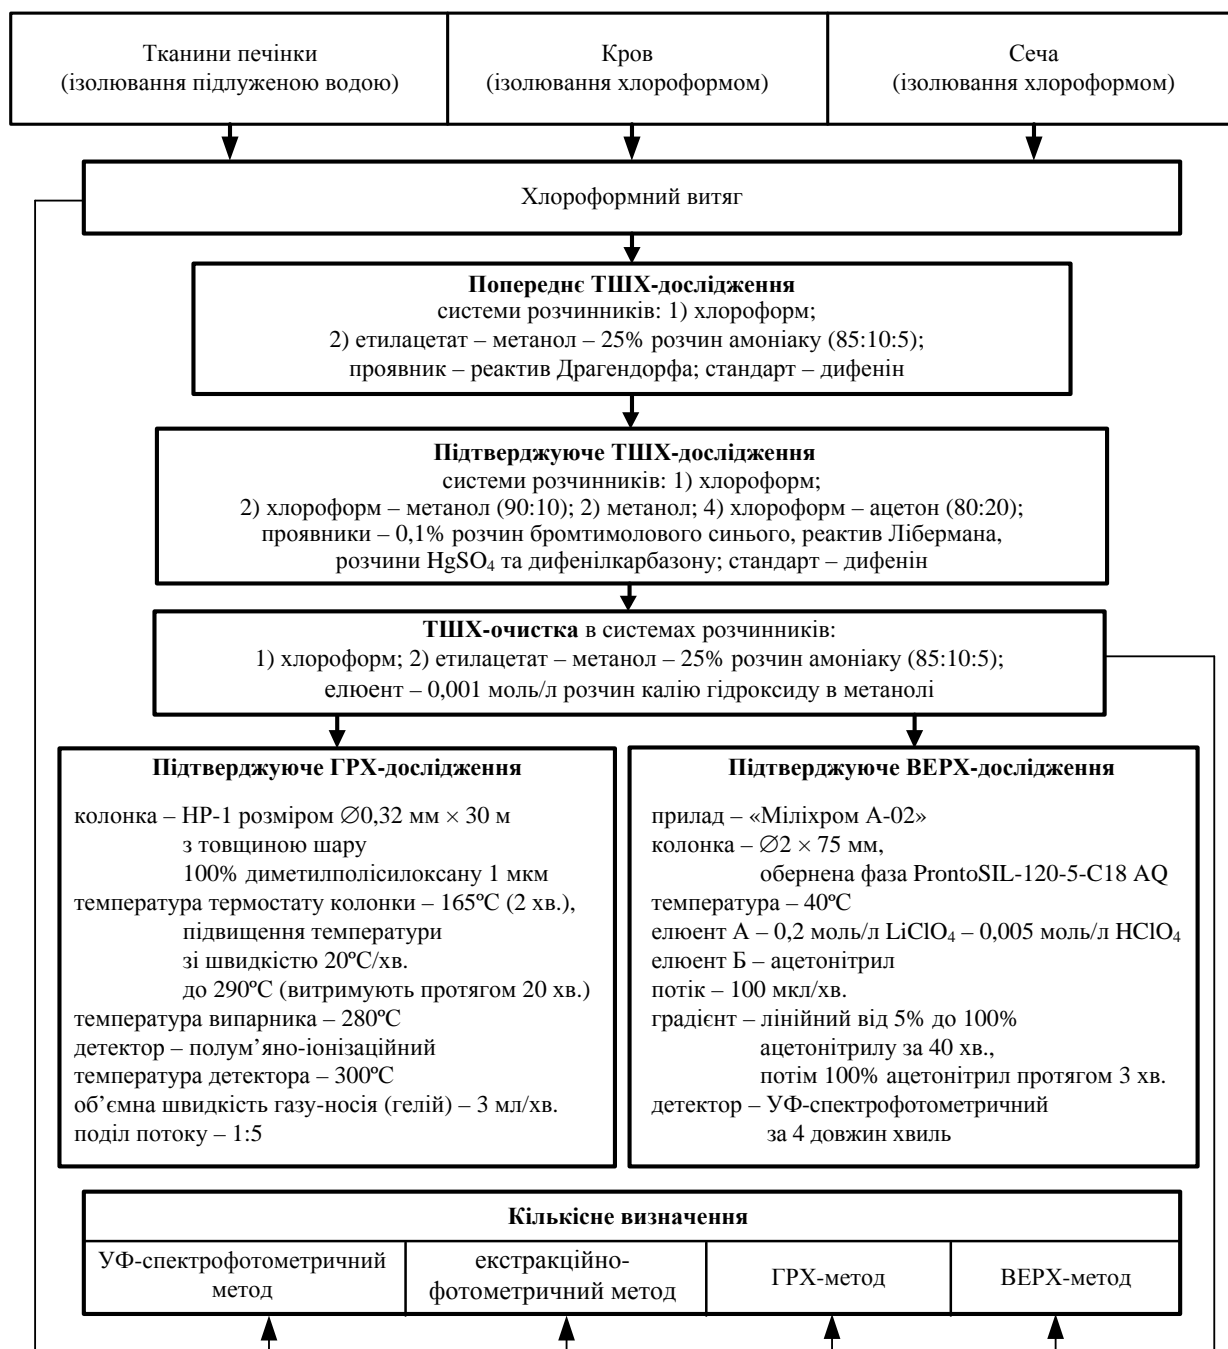 Тканини печінки
(ізолювання підлуженою водою)
Кров
(ізолювання хлороформом)
Сеча
(ізолювання хлороформом)
Хлороформний витяг
Попереднє ТШХ-дослідження
системи розчинників: 1) хлороформ;
2) етилацетат – метанол – 25% розчин амоніаку (85:10:5);
проявник – реактив Драгендорфа; стандарт – дифенін
Підтверджуюче ТШХ-дослідження
системи розчинників: 1) хлороформ;
2) хлороформ – метанол (90:10); 2) метанол; 4) хлороформ – ацетон (80:20);
проявники – 0,1% розчин бромтимолового синього, реактив Лібермана,
розчини HgSO₄ та дифенілкарбазону; стандарт – дифенін
ТШХ-очистка в системах розчинників:
1) хлороформ; 2) етилацетат – метанол – 25% розчин амоніаку (85:10:5);
елюент – 0,001 моль/л розчин калію гідроксиду в метанолі
Підтверджуюче ГРХ-дослідження
колонка – HP-1 розміром ∅0,32 мм × 30 м
з товщиною шару
100% диметилполісилоксану 1 мкм
температура термостату колонки – 165ºС (2 хв.),
підвищення температури
зі швидкістю 20ºС/хв.
до 290ºС (витримують протягом 20 хв.)
температура випарника – 280ºС
детектор – полум’яно-іонізаційний
температура детектора – 300ºС
об’ємна швидкість газу-носія (гелій) – 3 мл/хв.
поділ потоку – 1:5
Підтверджуюче ВЕРХ-дослідження
прилад – «Міліхром А-02»
колонка – ∅2 × 75 мм,
обернена фаза ProntoSIL-120-5-C18 AQ
температура – 40ºС
елюент А – 0,2 моль/л LiClO₄ – 0,005 моль/л HClO₄
елюент Б – ацетонітрил
потік – 100 мкл/хв.
градієнт – лінійний від 5% до 100%
ацетонітрилу за 40 хв.,
потім 100% ацетонітрил протягом 3 хв.
детектор – УФ-спектрофотометричний
за 4 довжин хвиль
Кількісне визначення
УФ-спектрофотометричний
метод
екстракційно-
фотометричний метод
ГРХ-метод
ВЕРХ-метод